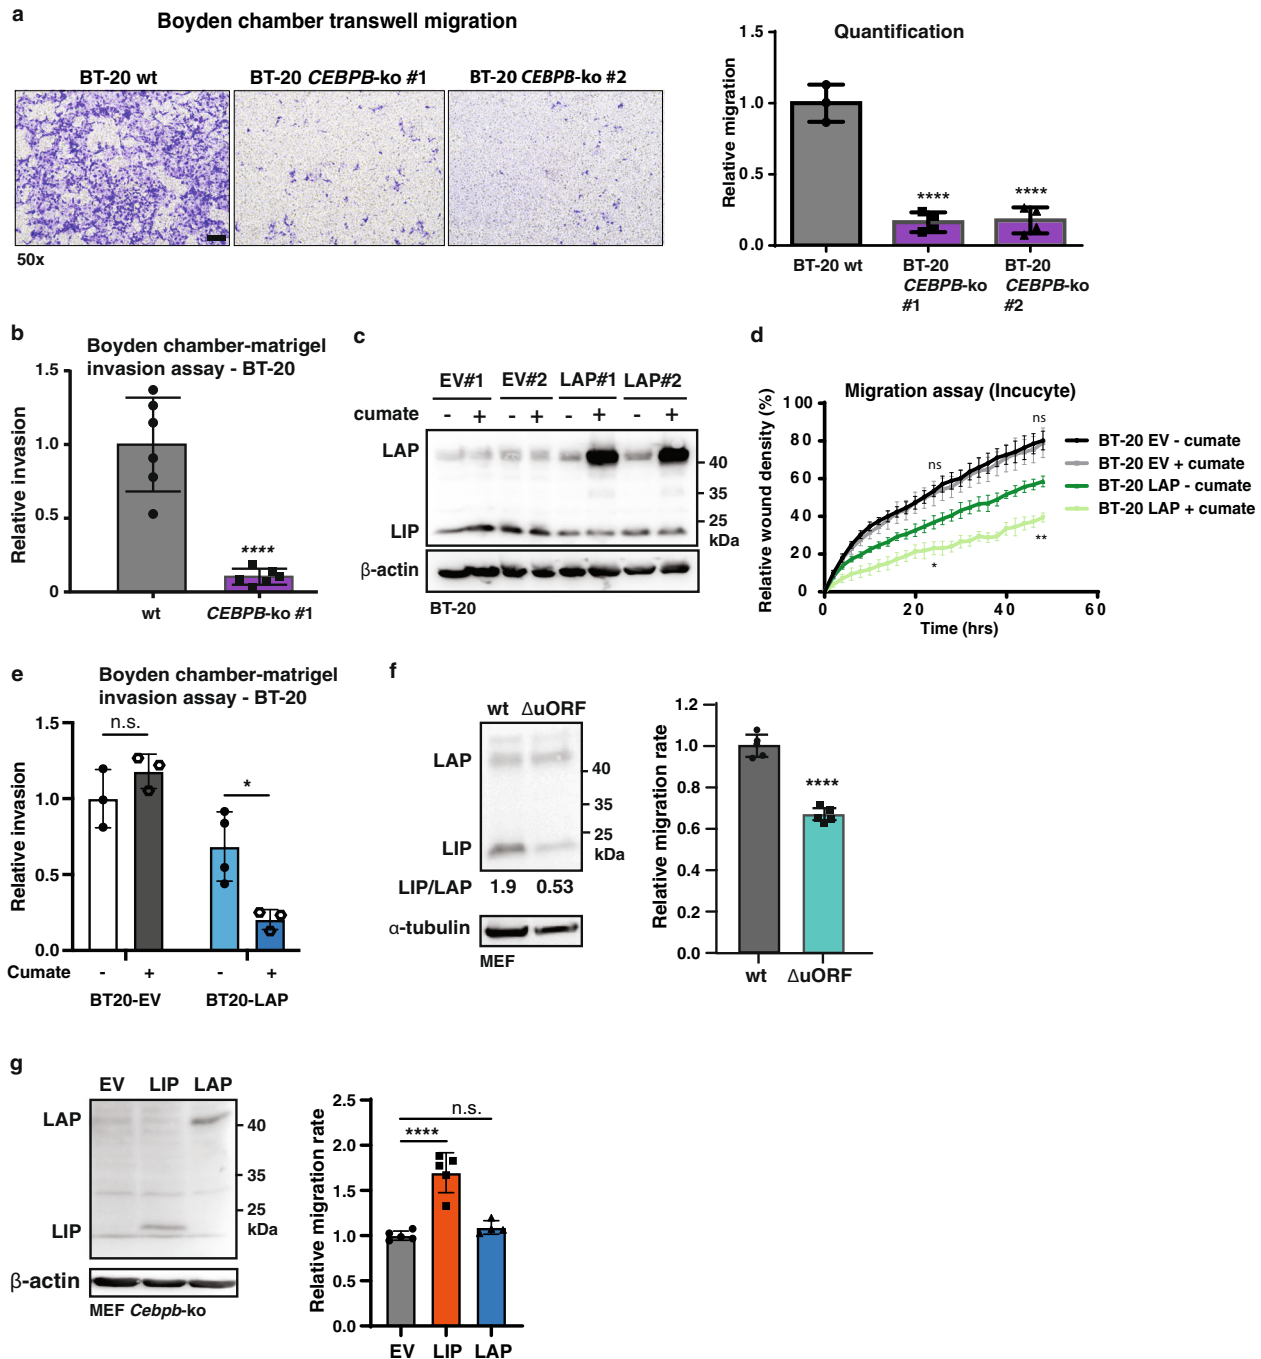 a
Boyden chamber transwell migration
BT-20 wt
BT-20 CEBPB-ko #1
BT-20 CEBPB-ko #2
50x
Quantification
Relative migration
1.5
1.0
0.5
0.0
****
****
BT-20 wt
BT-20
CEBPB-ko
#1
BT-20
CEBPB-ko
#2
b
Boyden chamber-matrigel
invasion assay - BT-20
Relative invasion
1.5
1.0
0.5
0
****
wt
CEBPB-ko #1
c
EV#1 EV#2 LAP#1 LAP#2
cumate - + - + - + - +
LAP
LIP
40
35
25
kDa
β-actin
BT-20
d
Migration assay (Incucyte)
Relative wound density (%)
100
80
60
40
20
0
ns
ns
*
**
0 20 40 60
Time (hrs)
BT-20 EV - cumate
BT-20 EV + cumate
BT-20 LAP - cumate
BT-20 LAP + cumate
e
Boyden chamber-matrigel
invasion assay - BT-20
Relative invasion
1.5
1.0
0.5
0.0
n.s.
*
Cumate - + - +
BT20-EV BT20-LAP
f
wt ΔuORF
LAP
LIP
40
35
25
kDa
LIP/LAP 1.9 0.53
α-tubulin
MEF
Relative migration rate
1.2
1.0
0.8
0.6
0.4
0.2
0.0
****
wt ΔuORF
g
EV LIP LAP
LAP
LIP
40
35
25
kDa
β-actin
MEF Cebpb-ko
Relative migration rate
2.5
2.0
1.5
1.0
0.5
0.0
n.s.
****
EV LIP LAP